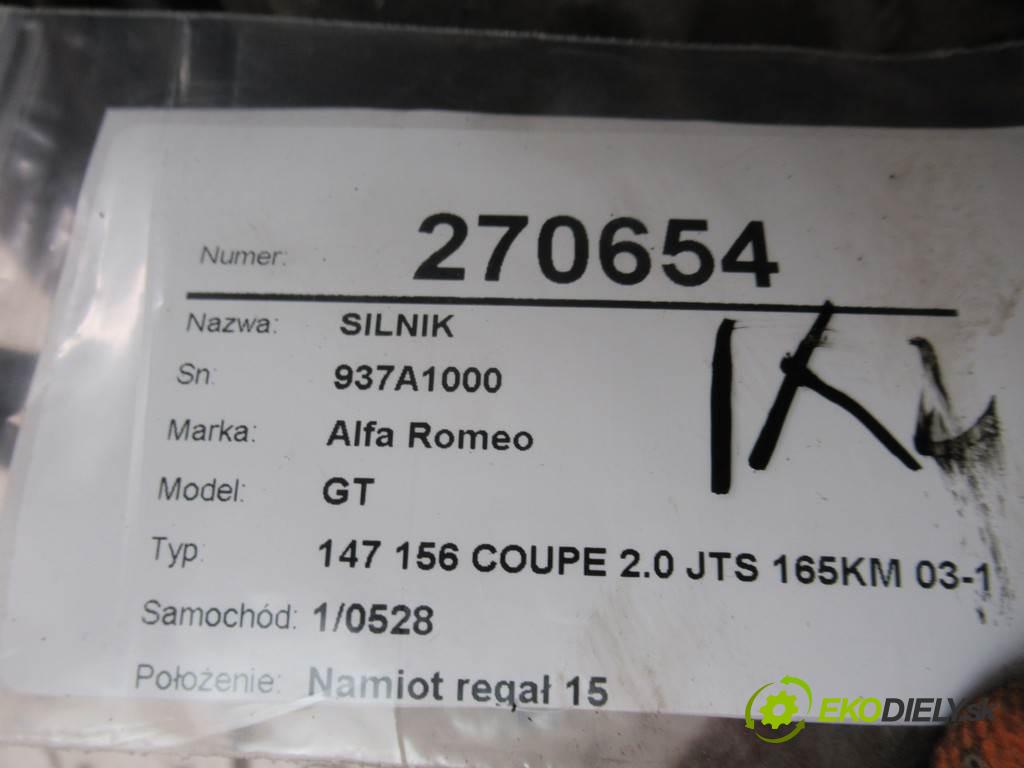 Numer: 270654
Nazwa: SILNIK
Sn: 937A1000
Marka: Alfa Romeo
Model: GT
Typ: 147 156 COUPE 2.0 JTS 165KM 03-1
Samochód: 1/0528
Położenie: Namiot regał 15
EKODIELY.sk